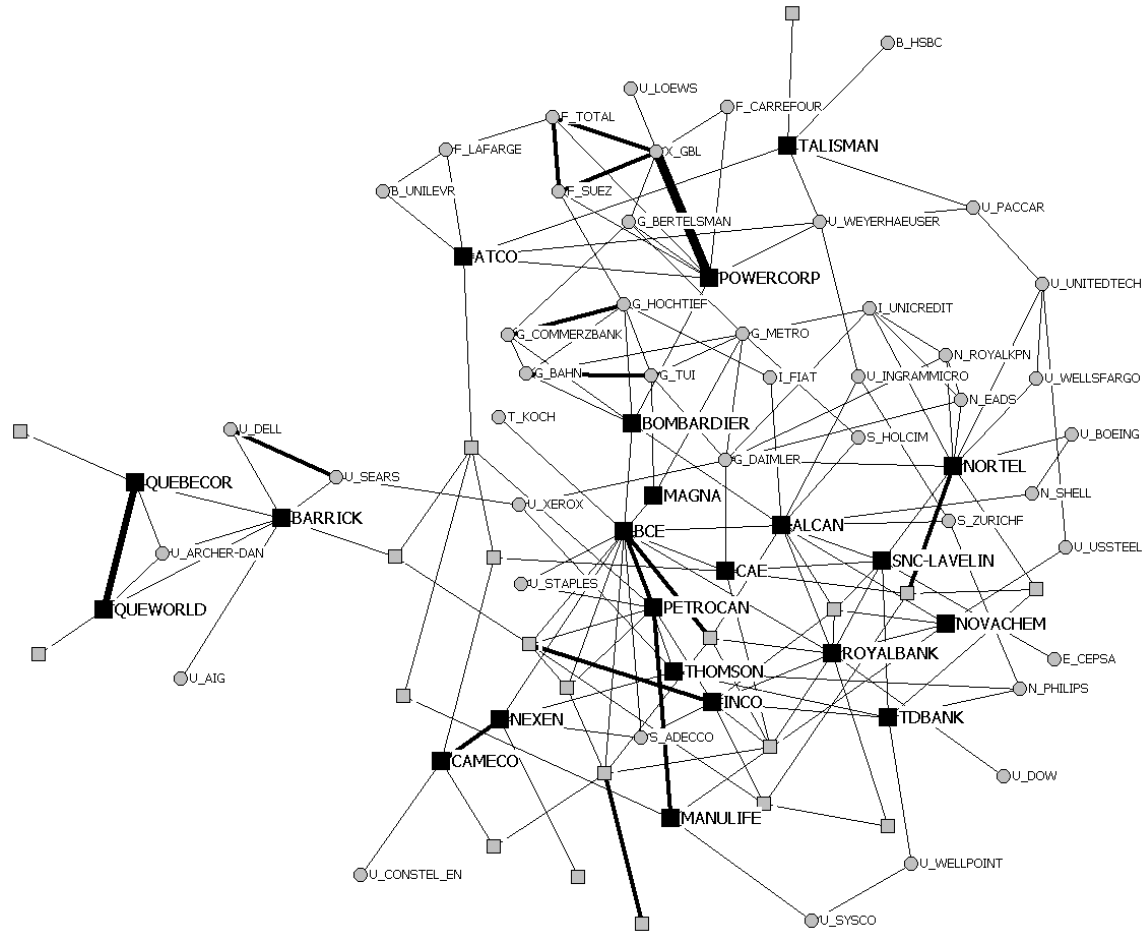 B_HSBC
U_LOEWS
F_CARREFOUR
F_TOTAL
TALISMAN
F_LAFARGE
X_GBL
B_UNILEVR
F_SUEZ
U_PACCAR
G_BERTELSMAN
U_WEYERHAEUSER
ATCO
POWERCORP
U_UNITEDTECH
G_HOCHTIEF
I_UNICREDIT
G_COMMERZBANK
G_METRO
N_ROYALKPN
G_BAHN
G_TUI
I_FIAT
U_INGRAMMICRO
U_WELLSFARGO
N_EADS
T_KOCH
BOMBARDIER
U_DELL
S_HOLCIM
U_BOEING
G_DAIMLER
NORTEL
U_SEARS
QUEBECOR
MAGNA
N_SHELL
U_XEROX
BARRICK
BCE
ALCAN
S_ZURICHF
U_USSTEEL
U_ARCHER-DAN
SNC-LAVELIN
CAE
U_STAPLES
QUEWORLD
PETROCAN
NOVACHEM
ROYALBANK
E_CEPSA
THOMSON
U_AIG
N_PHILIPS
INCO
NEXEN
TDBANK
S_ADECCO
CAMECO
U_DOW
MANULIFE
U_WELLPOINT
U_CONSTEL_EN
U_SYSCO